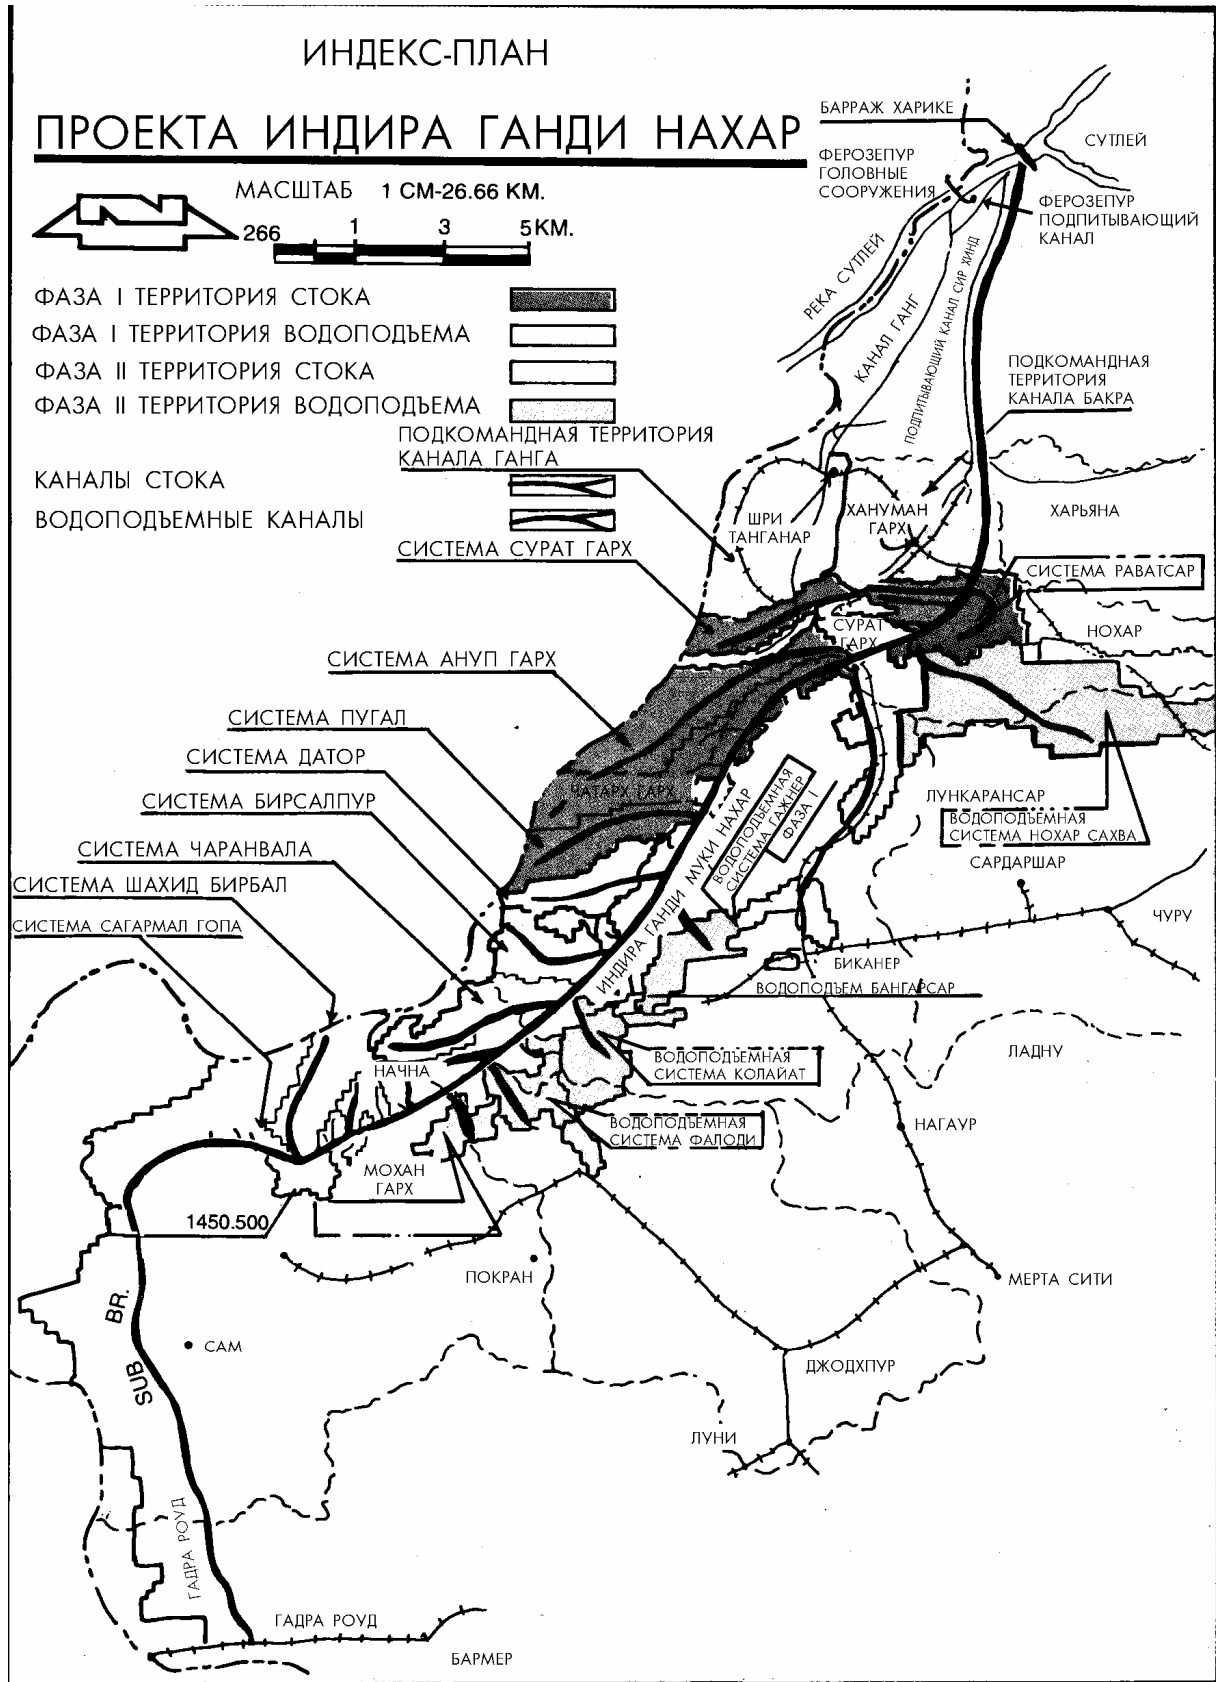 ИНДЕКС-ПЛАН
ПРОЕКТА ИНДИРА ГАНДИ НАХАР
МАСШТАБ 1 СМ-26.66 КМ.
266 1 3 5 КМ.
ФАЗА I ТЕРРИТОРИЯ СТОКА
ФАЗА I ТЕРРИТОРИЯ ВОДОПОДЪЕМА
ФАЗА II ТЕРРИТОРИЯ СТОКА
ФАЗА II ТЕРРИТОРИЯ ВОДОПОДЪЕМА
КАНАЛЫ СТОКА
ВОДОПОДЪЕМНЫЕ КАНАЛЫ
БАРРАЖ ХАРИКЕ
СУТЛЕЙ
ФЕРОЗЕПУР
ГОЛОВНЫЕ
СООРУЖЕНИЯ
ФЕРОЗЕПУР
ПОДПИТЫВАЮЩИЙ
КАНАЛ
РЕКА СУТЛЕЙ
КАНАЛ ГАНГ
ПОДПИТЫВАЮЩИЙ КАНАЛ СИР ХИНД
ПОДКОМАНДНАЯ
ТЕРРИТОРИЯ
КАНАЛА БАКРА
ПОДКОМАНДНАЯ ТЕРРИТОРИЯ
КАНАЛА ГАНГА
ШРИ
ТАНГАНАР
ХАНУМАН
ГАРХ
ХАРЬЯНА
СИСТЕМА СУРАТ ГАРХ
СИСТЕМА РАВАТСАР
СУРАТ
ГАРХ
НОХАР
СИСТЕМА АНУП ГАРХ
СИСТЕМА ПУГАЛ
СИСТЕМА ДАТОР
СИСТЕМА БИРСАЛПУР
СИСТЕМА ЧАРАНВАЛА
СИСТЕМА ШАХИД БИРБАЛ
СИСТЕМА САГАРМАЛ ГОПА
ЧАТАРХ ГАРХ
ИНДИРА ГАНДИ МУКИ НАХАР
ВОДОПОДЪЕМНАЯ
СИСТЕМА ГАЖНЕР
ФАЗА I
ЛУНКАРАНСАР
ВОДОПОДЪЕМНАЯ
СИСТЕМА НОХАР САХВА
САРДАРШАР
ЧУРУ
БИКАНЕР
ВОДОПОДЪЕМ БАНГАРСАР
ЛАДНУ
ВОДОПОДЪЕМНАЯ
СИСТЕМА КОЛАЙАТ
НАЧНА
ВОДОПОДЪЕМНАЯ
СИСТЕМА ФАЛОДИ
НАГАУР
МОХАН
ГАРХ
1450.500
ПОКРАН
МЕРТА СИТИ
SUB BR.
САМ
ДЖОДХПУР
ЛУНИ
ГАДРА РОУД
ГАДРА РОУД
БАРМЕР